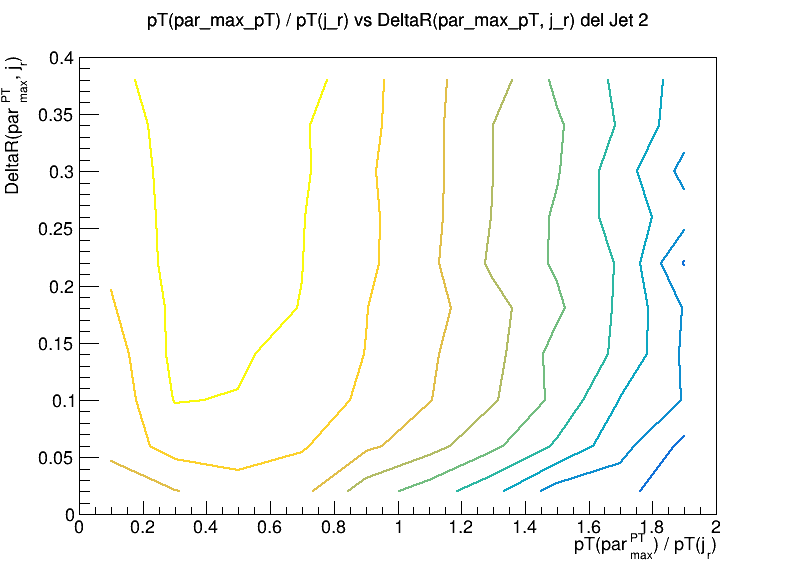 pT(par_max_pT) / pT(j_r) vs DeltaR(par_max_pT, j_r) del Jet 2
DeltaR(par PT max, j r)
0.4
0.35
0.3
0.25
0.2
0.15
0.1
0.05
0
0 0.2 0.4 0.6 0.8 1 1.2 1.4 1.6 1.8 2
pT(par PT max) / pT(j r)